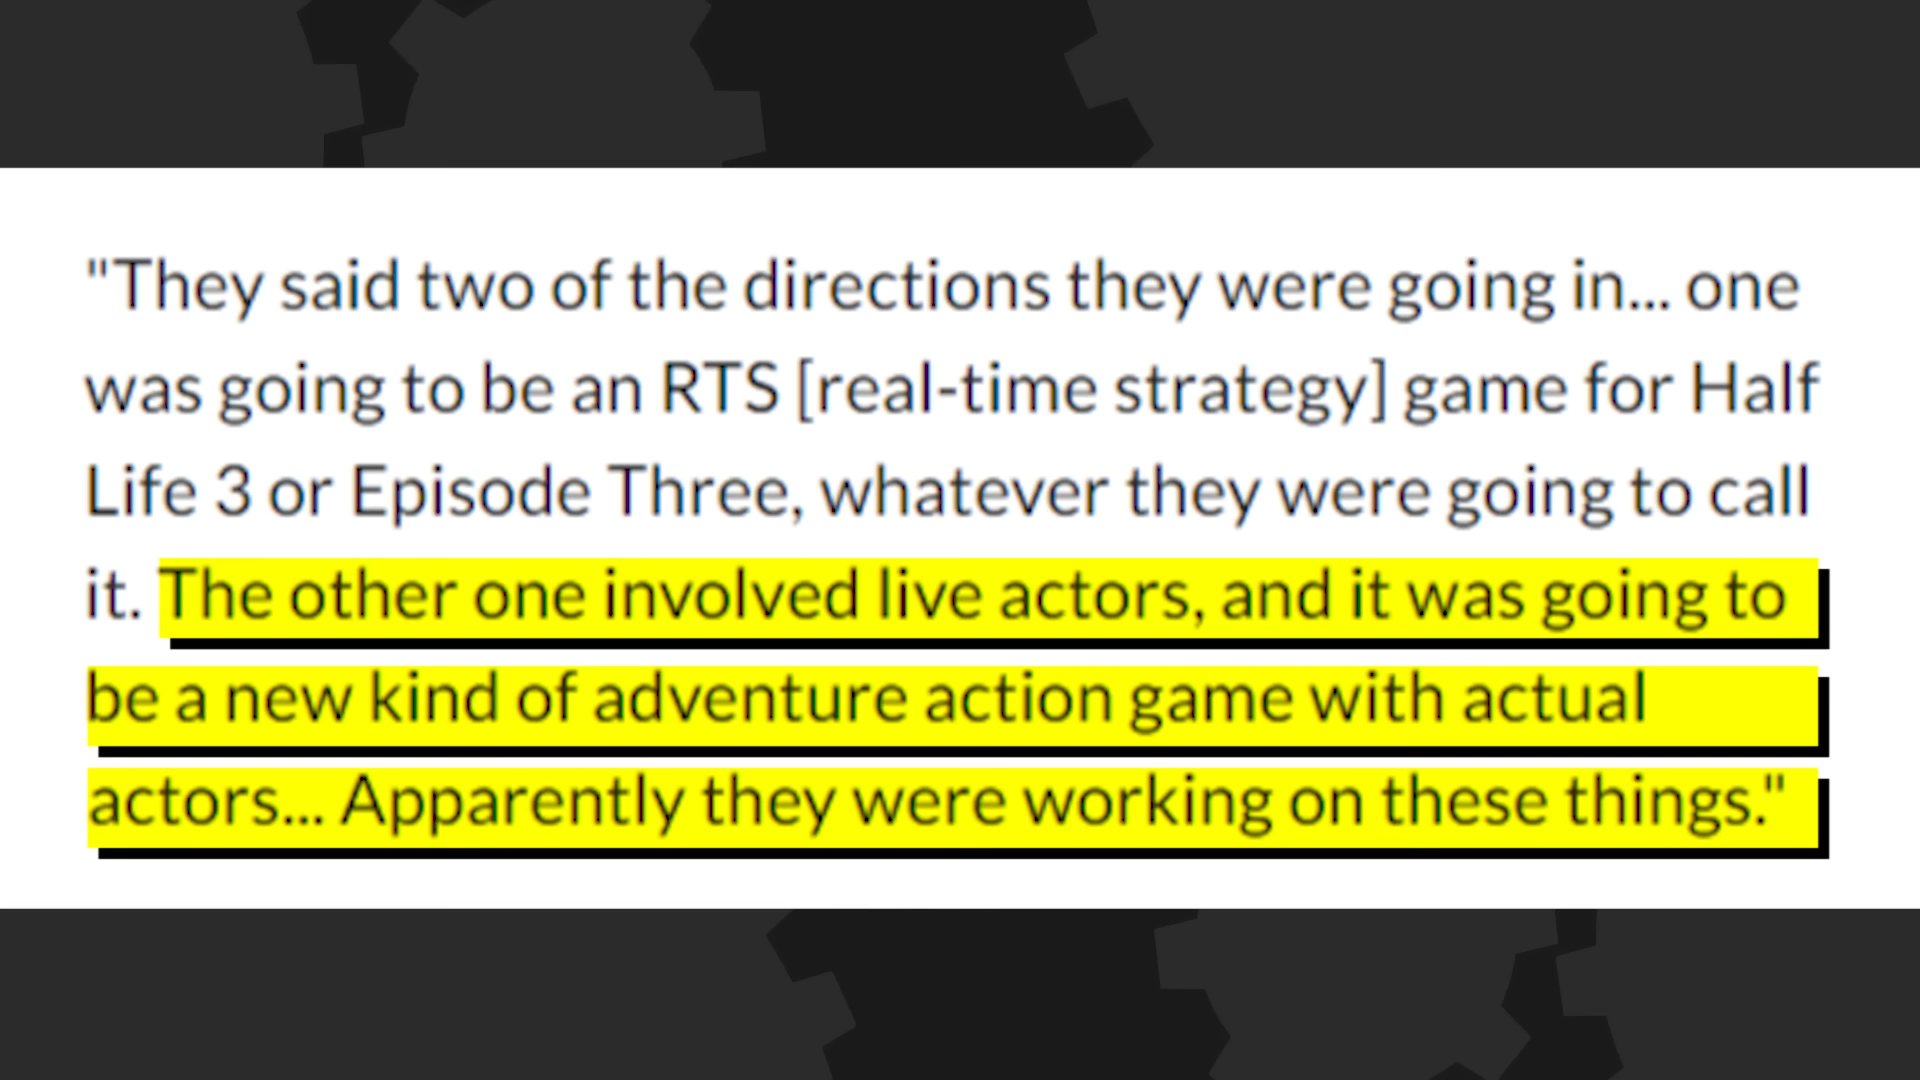 "They said two of the directions they were going in... one
was going to be an RTS [real-time strategy] game for Half
Life 3 or Episode Three, whatever they were going to call
it. The other one involved live actors, and it was going to
be a new kind of adventure action game with actual
actors... Apparently they were working on these things."